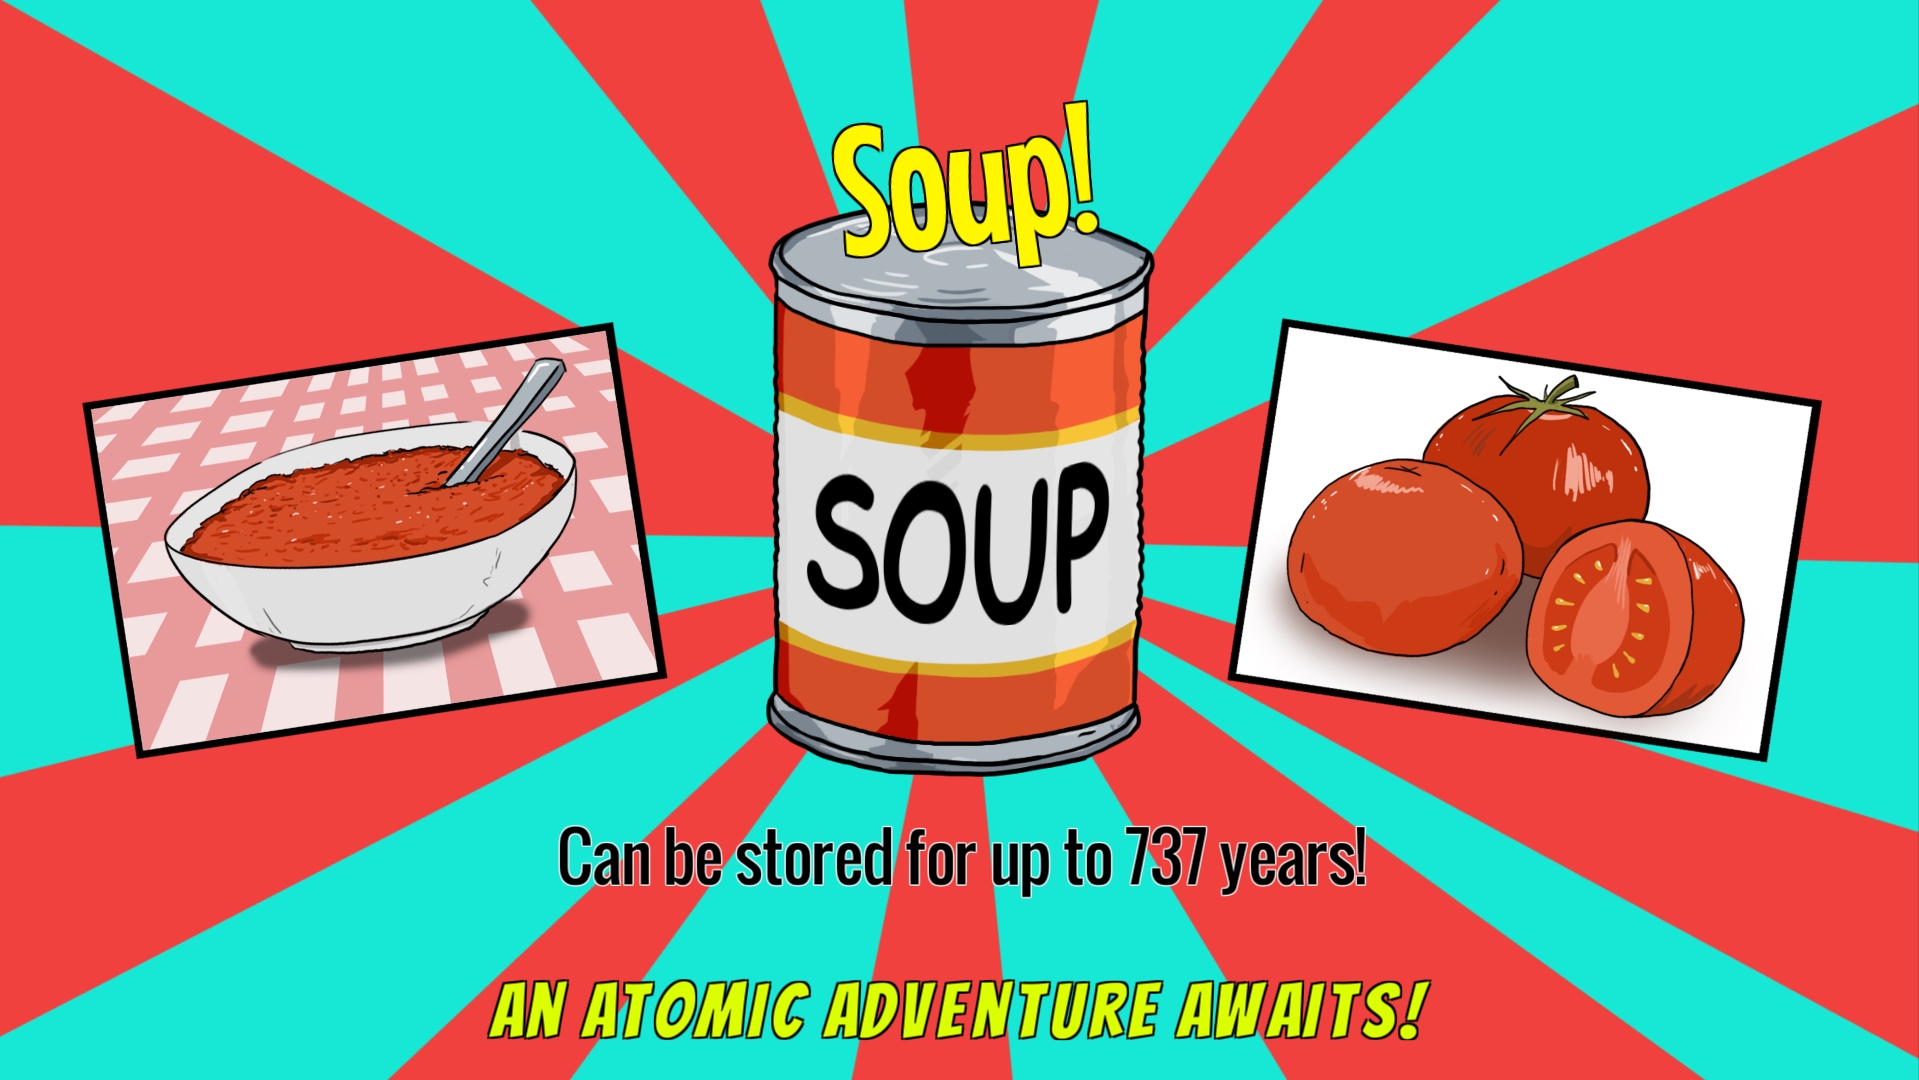 Soup!
SOUP
Can be stored for up to 737 years!
AN ATOMIC ADVENTURE AWAITS!